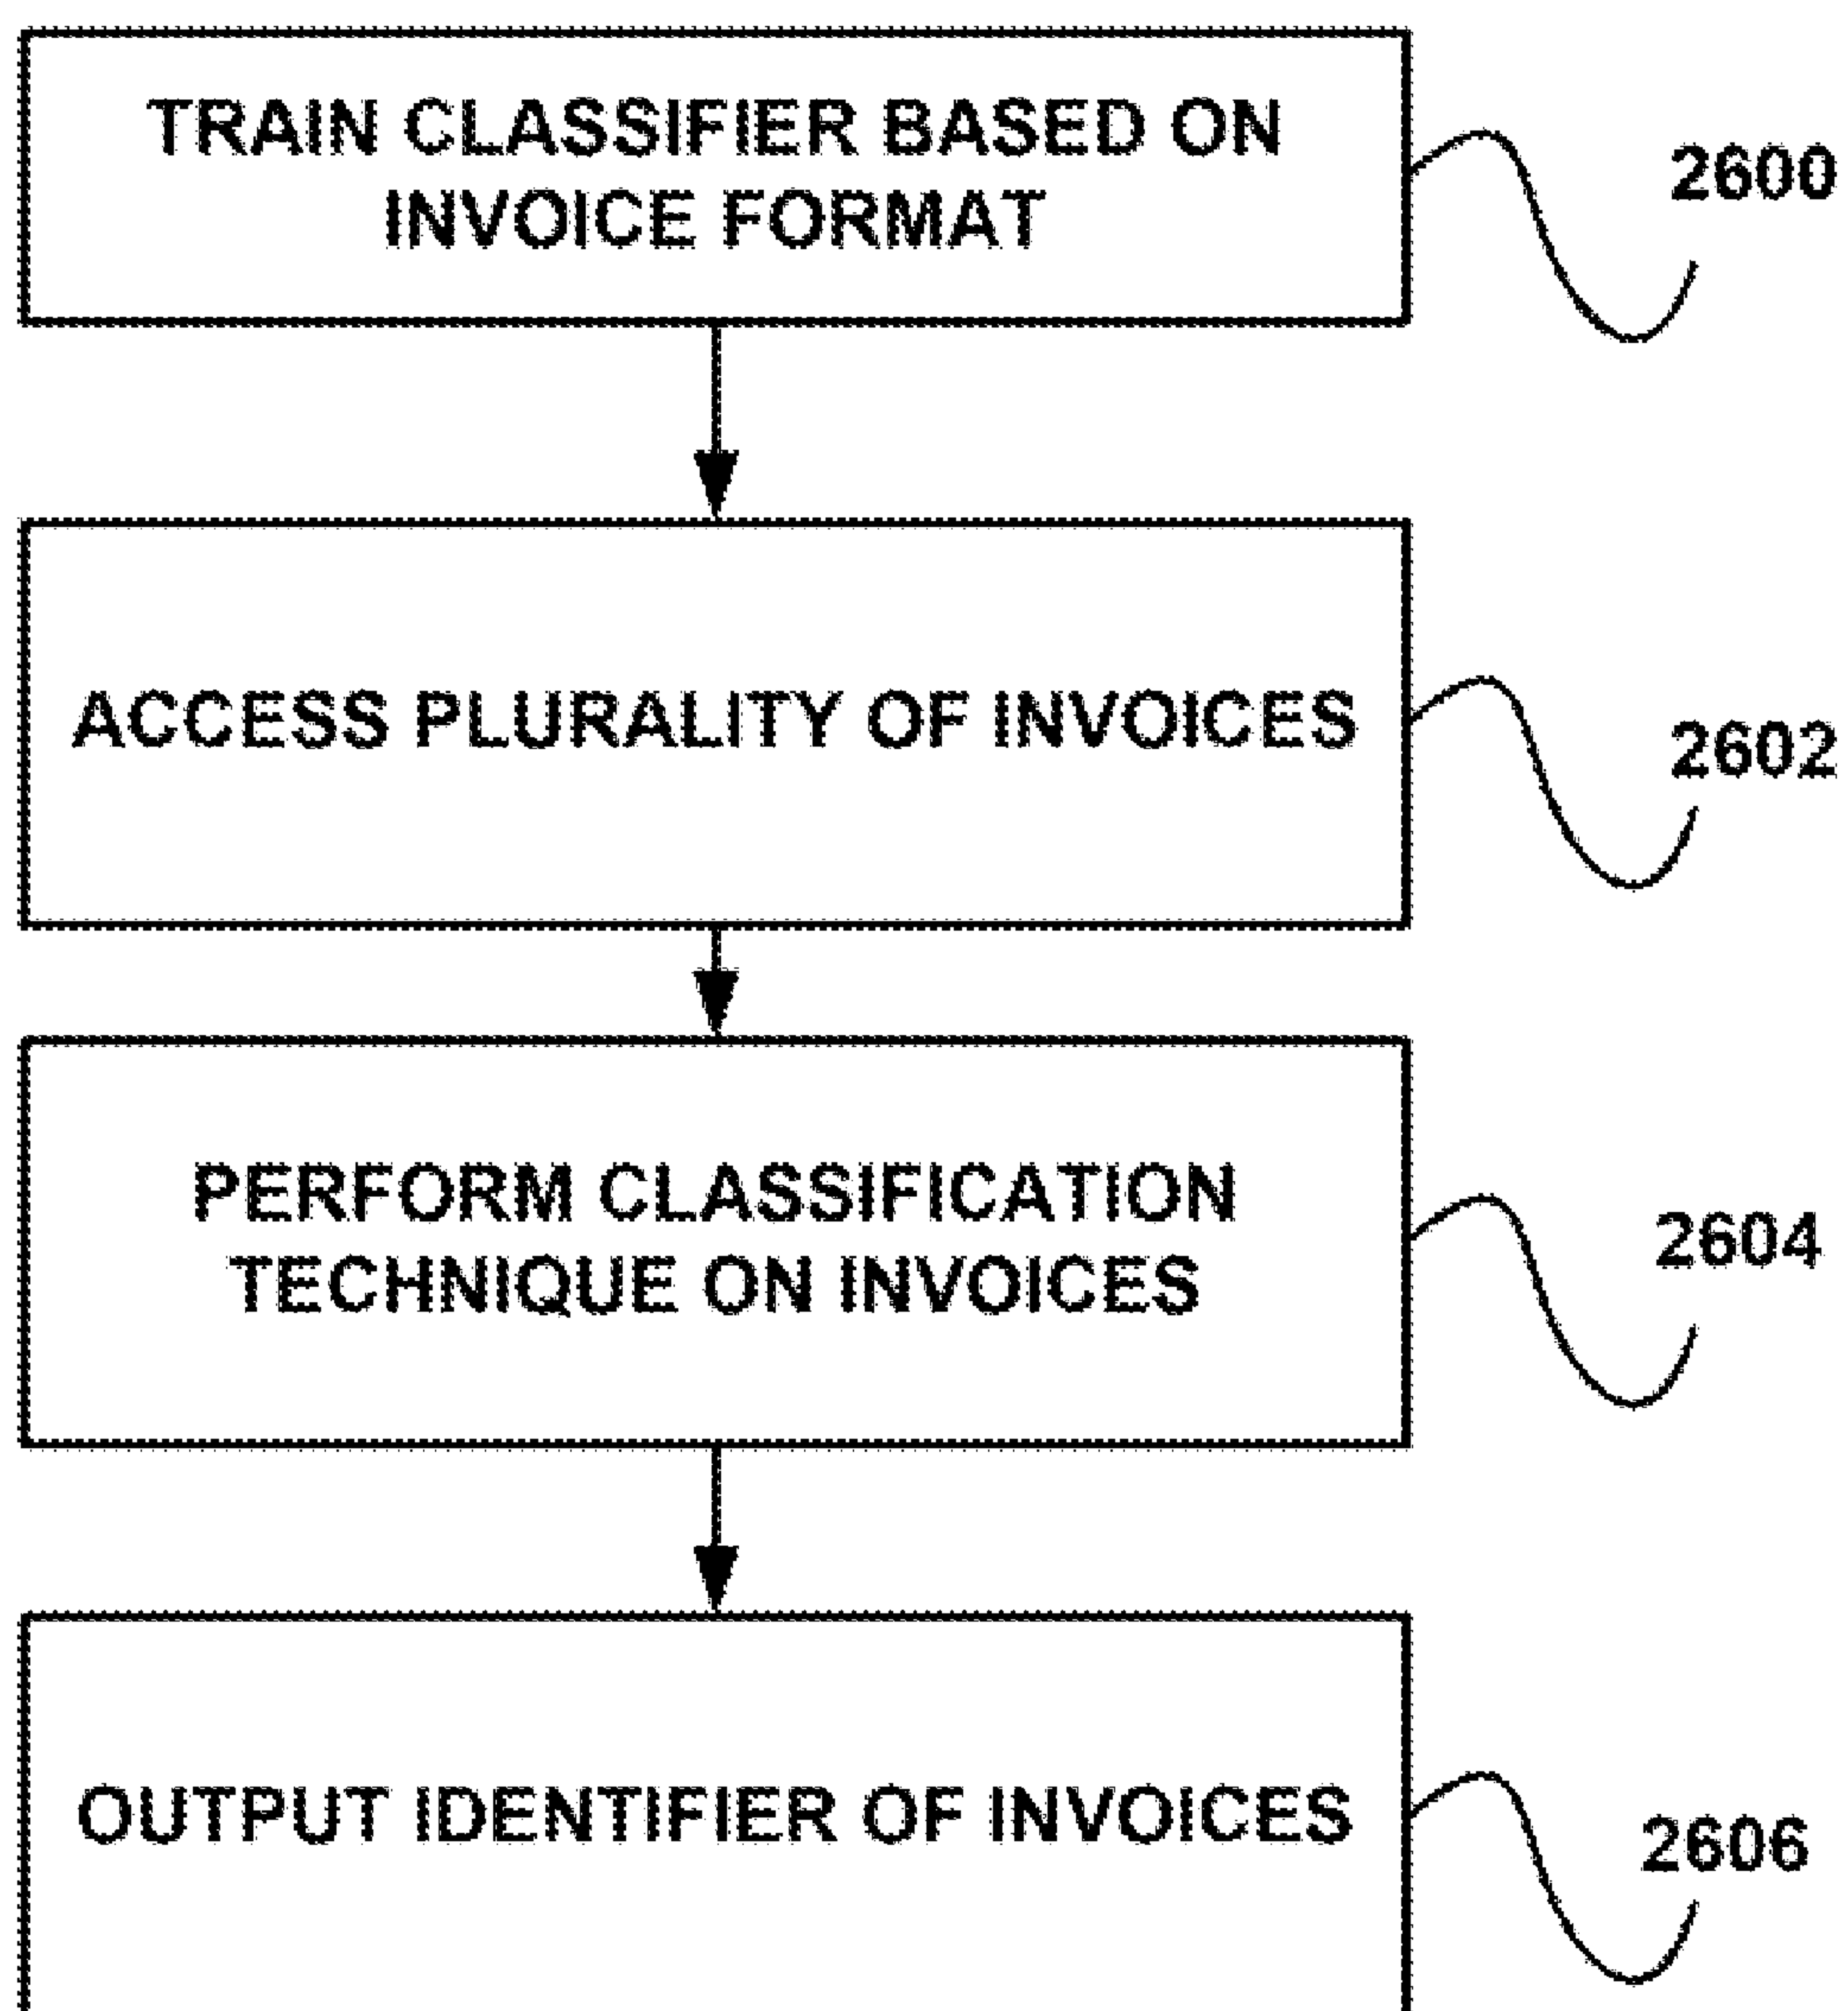 TRAIN CLASSIFIER BASED ON
INVOICE FORMAT
2600
ACCESS PLURALITY OF INVOICES
2602
PERFORM CLASSIFICATION
TECHNIQUE ON INVOICES
2604
OUTPUT IDENTIFIER OF INVOICES
2606